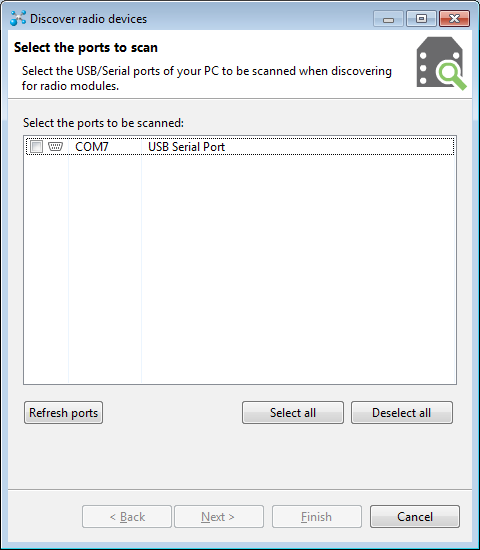 Discover radio devices
Select the ports to scan
Select the USB/Serial ports of your PC to be scanned when discovering
for radio modules.
Select the ports to be scanned:
COM7 USB Serial Port
Refresh ports Select all Deselect all
< Back Next > Finish Cancel